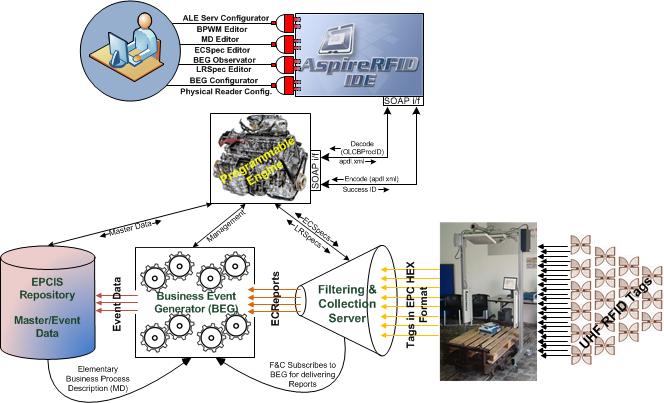 ALE Serv Configurator
BPWM Editor
MD Editor
ECSpec Editor
BEG Observator
LRSpec Editor
BEG Configurator
Physical Reader Config.
AspireRFID
IDE
SOAP I/f
Programmable
Engine
SOAP i/f
Decode
(OLCBProcID)
apdl xml
Encode (apdl xml)
Success ID
Master Data
Management
ECSpecs
LRSpecs
EPCIS
Repository
Master/Event
Data
Event Data
Business Event
Generator (BEG)
ECReports
Filtering &
Collection
Server
Tags in EPC HEX
Format
UHF RFID Tags
Elementary
Business Process
Description (MD)
F&C Subscribes to
BEG for delivering
Reports